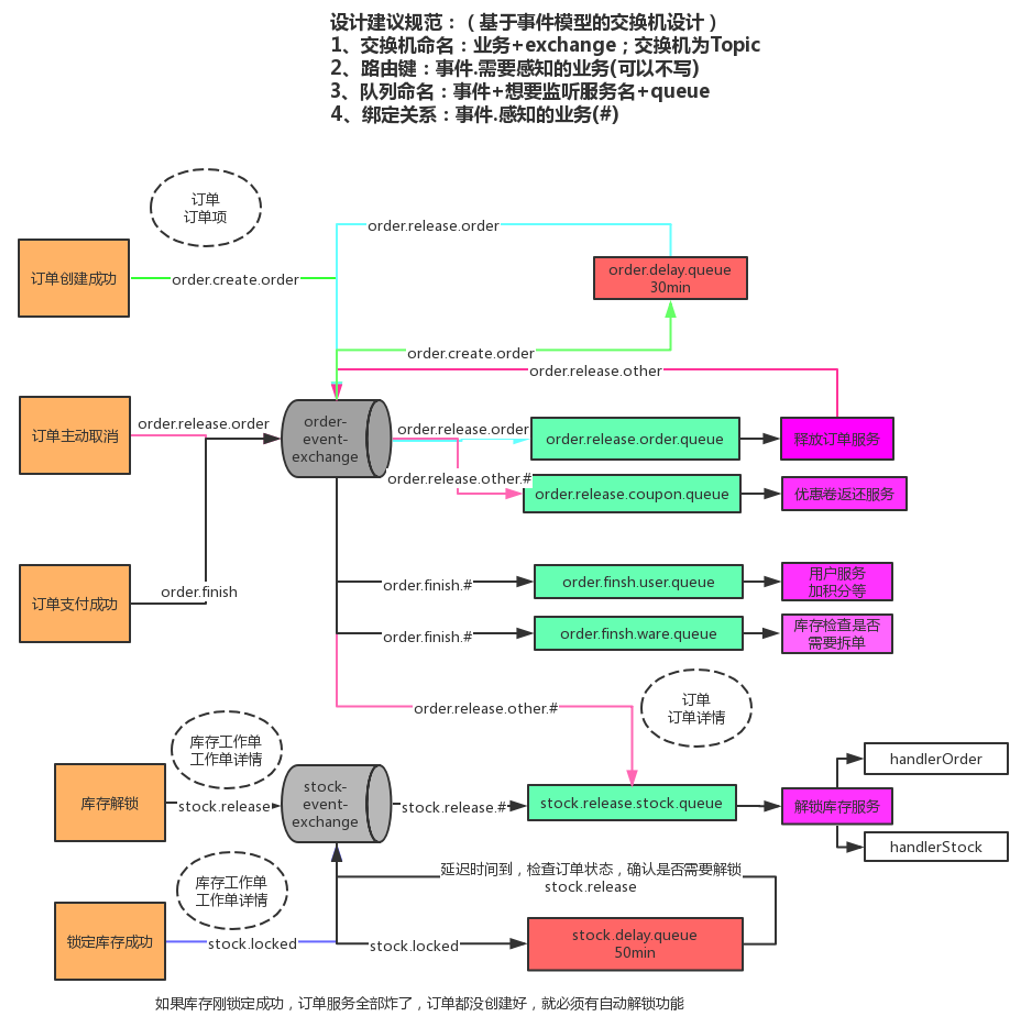 设计建议规范：（基于事件模型的交换机设计）
1、交换机命名：业务+exchange；交换机为Topic
2、路由键：事件.需要感知的业务(可以不写)
3、队列命名：事件+想要监听服务名+queue
4、绑定关系：事件.感知的业务(#)
订单
订单项
order.release.order
订单创建成功
order.create.order
order.delay.queue
30min
order.create.order
order.release.other
订单主动取消
order.release.order
order-
event-
exchange
order.release.order
order.release.order.queue
释放订单服务
order.release.other.#
order.release.coupon.queue
优惠卷返还服务
订单支付成功
order.finish
order.finish.#
order.finsh.user.queue
用户服务
加积分等
order.finish.#
order.finsh.ware.queue
库存检查是否
需要拆单
order.release.other.#
订单
订单详情
库存工作单
工作单详情
库存解锁
stock.release
stock-
event-
exchange
stock.release.#
stock.release.stock.queue
解锁库存服务
handlerOrder
handlerStock
库存工作单
工作单详情
延迟时间到，检查订单状态，确认是否需要解锁
stock.release
锁定库存成功
stock.locked
stock.locked
stock.delay.queue
50min
如果库存刚锁定成功，订单服务全部炸了，订单都没创建好，就必须有自动解锁功能